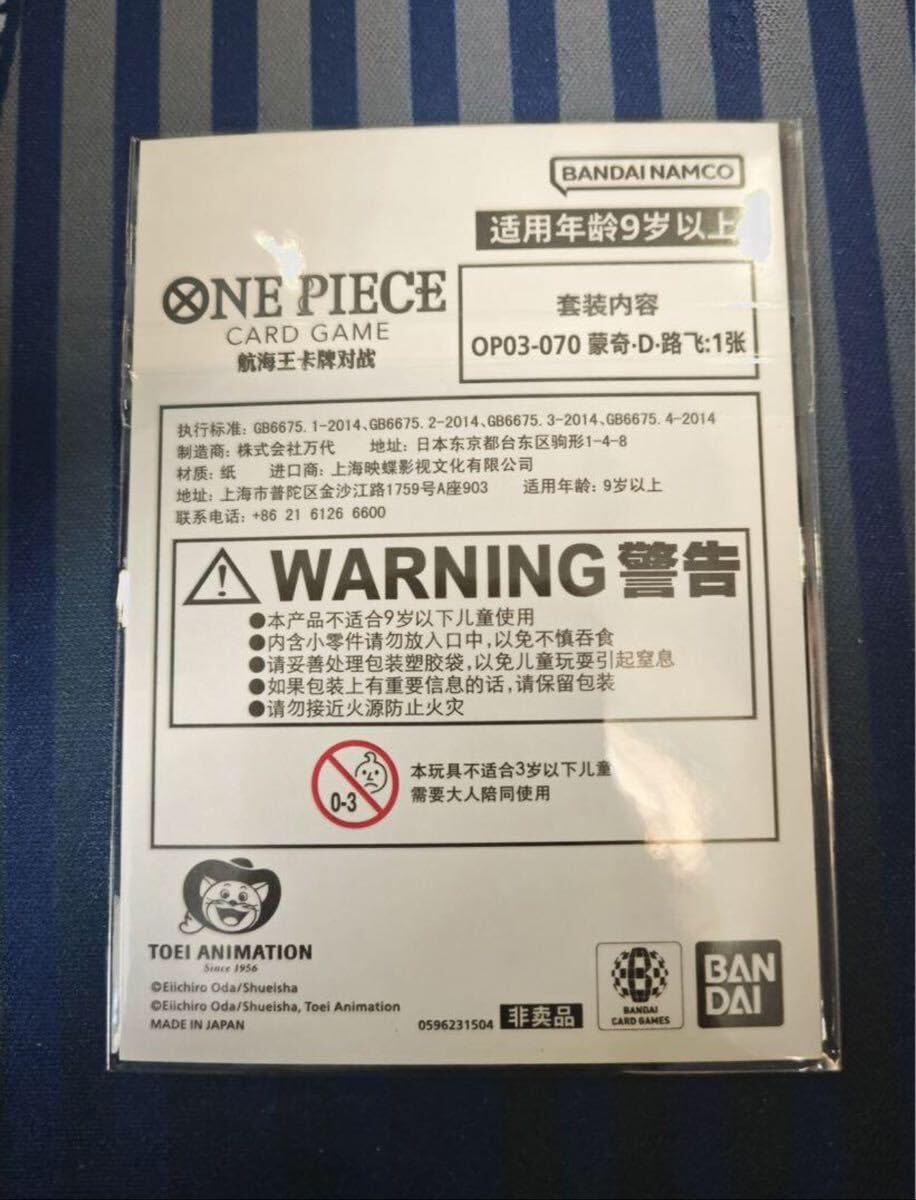 BANDAI NAMCO
适用年龄9岁以上
ONE PIECE
CARD GAME
航海王卡牌对战
套装内容
OP03-070 蒙奇·D·路飞:1张
执行标准: GB6675.1-2014、GB6675.2-2014、GB6675.3-2014、GB6675.4-2014
制造商: 株式会社万代 地址: 日本东京都台东区驹形1-4-8
材质: 纸 进口商: 上海映蝶影视文化有限公司
地址: 上海市普陀区金沙江路1759号A座903 适用年龄: 9岁以上
联系电话: +86 21 6126 6600
WARNING 警告
●本产品不适合9岁以下儿童使用
●内含小零件请勿放入口中,以免不慎吞食
●请妥善处理包装塑胶袋,以免儿童玩耍引起窒息
●如果包装上有重要信息的话,请保留包装
●请勿接近火源防止火灾
0-3
本玩具不适合3岁以下儿童
需要大人陪同使用
TOEI ANIMATION
Since 1956
©Eiichiro Oda/Shueisha
©Eiichiro Oda/Shueisha, Toei Animation
MADE IN JAPAN
0596231504 非卖品
BANDAI
CARD GAMES
BAN
DAI